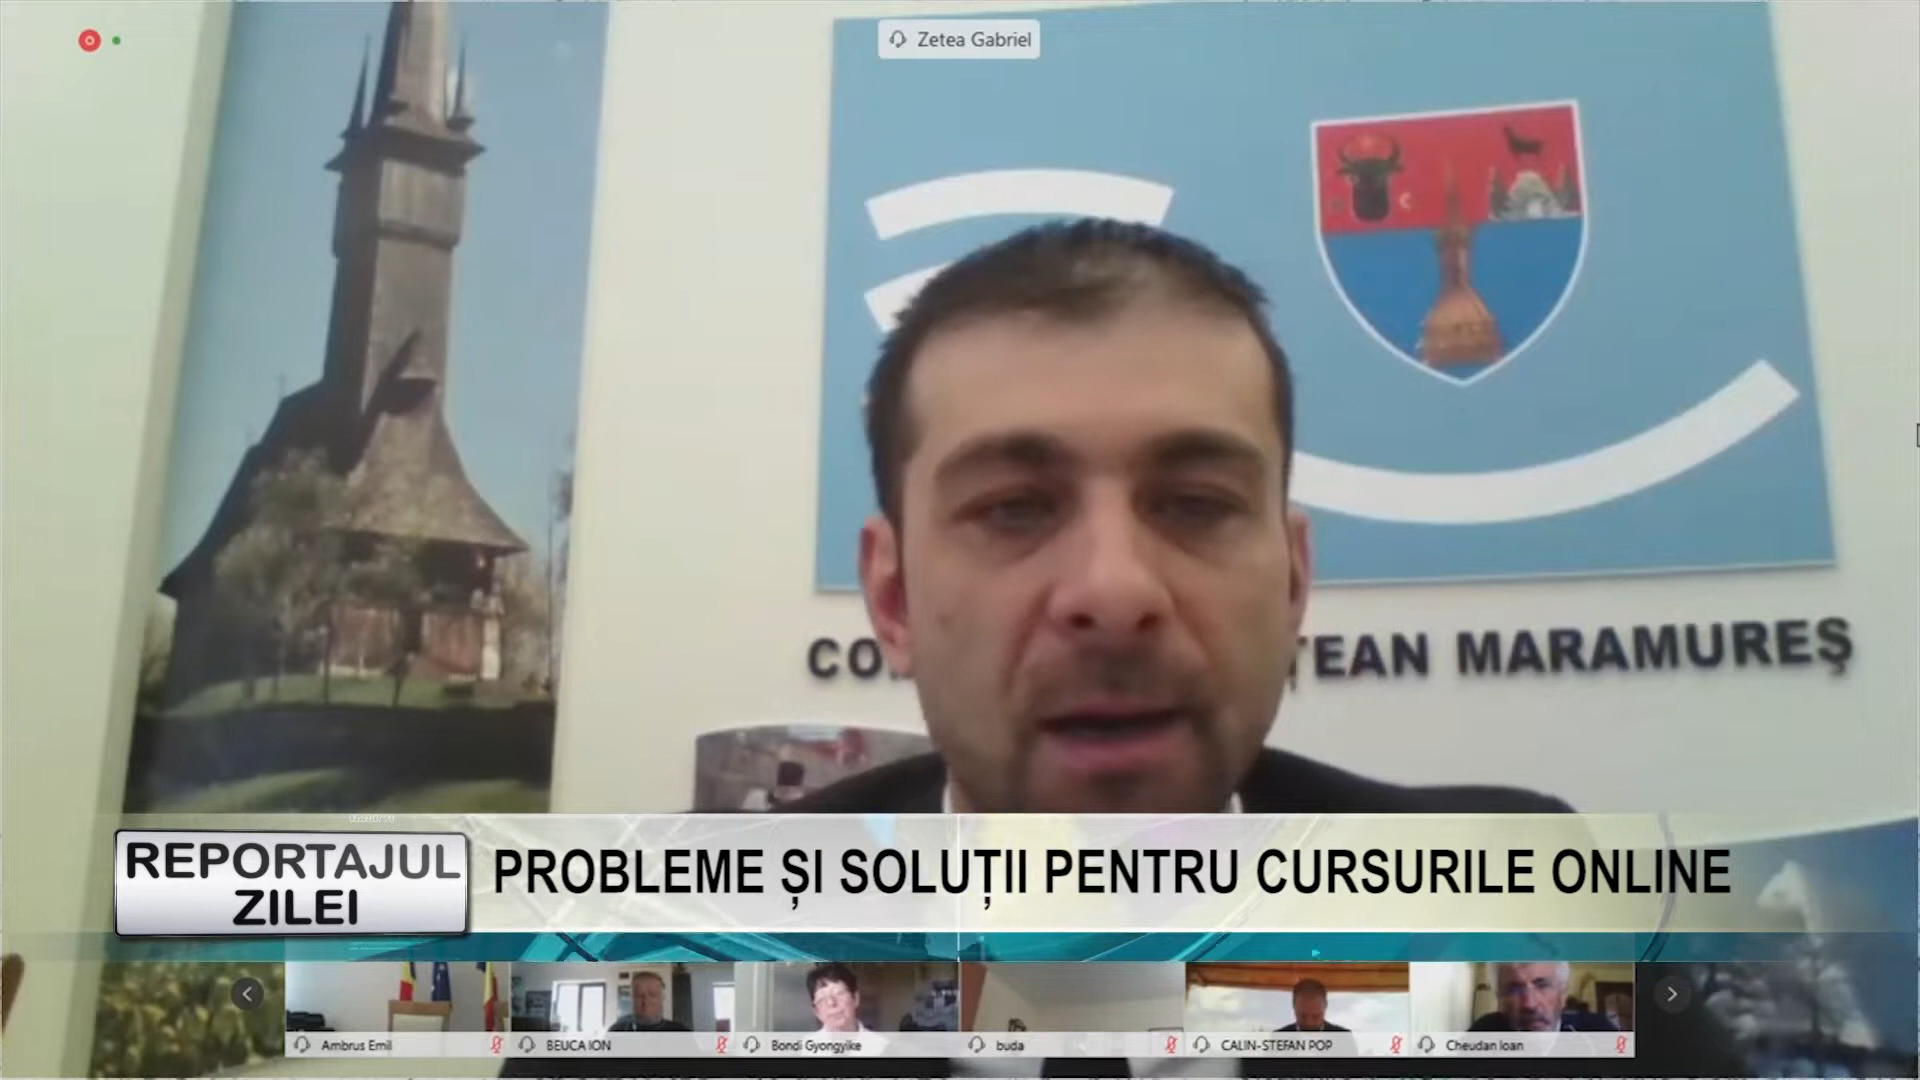 Zetea Gabriel
CO
TEAN MARAMUREȘ
REPORTAJUL
ZILEI
PROBLEME ȘI SOLUȚII PENTRU CURSURILE ONLINE
Ambrus Emil
BEUCA ION
Bondi Gyongyike
buda
CALIN-STEFAN POP
Cheudan Ioan